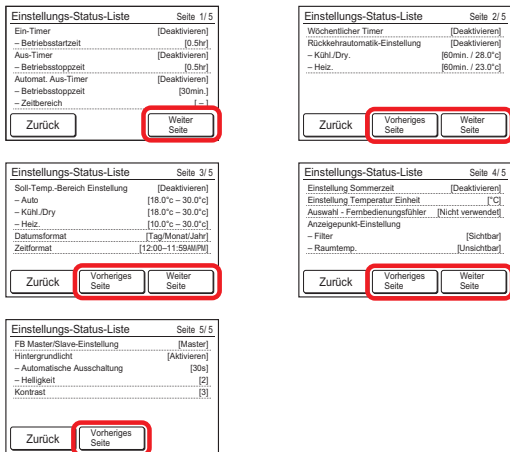 Einstellungs-Status-Liste Seite 1/5
Ein-Timer [Deaktivieren]
– Betriebsstartzeit [0.5hr]
Aus-Timer [Deaktivieren]
– Betriebsstoppzeit [0.5hr]
Automat. Aus-Timer [Deaktivieren]
– Betriebsstoppzeit [30min.]
– Zeitbereich [ – ]
Zurück
Weiter
Seite
Einstellungs-Status-Liste Seite 2/5
Wöchentlicher Timer [Deaktivieren]
Rückkehrautomatik-Einstellung [Deaktivieren]
– Kühl./Dry. [60min. / 28.0°c]
– Heiz. [60min. / 23.0°c]
Zurück
Vorheriges
Seite
Weiter
Seite
Einstellungs-Status-Liste Seite 3/5
Soll-Temp.-Bereich Einstellung [Deaktivieren]
– Auto [18.0°c – 30.0°c]
– Kühl./Dry [18.0°c – 30.0°c]
– Heiz. [10.0°c – 30.0°c]
Datumsformat [Tag/Monat/Jahr]
Zeitformat [12:00–11:59AM/PM]
Zurück
Vorheriges
Seite
Weiter
Seite
Einstellungs-Status-Liste Seite 4/5
Einstellung Sommerzeit [Deaktivieren]
Einstellung Temperatur Einheit [°C]
Auswahl - Fernbedienungsfühler [Nicht verwendet]
Anzeigepunkt-Einstellung
– Filter [Sichtbar]
– Raumtemp. [Unsichtbar]
Zurück
Vorheriges
Seite
Weiter
Seite
Einstellungs-Status-Liste Seite 5/5
FB Master/Slave-Einstellung [Master]
Hintergrundlicht [Aktivieren]
– Automatische Ausschaltung [30s]
– Helligkeit [2]
Kontrast [3]
Zurück
Vorheriges
Seite